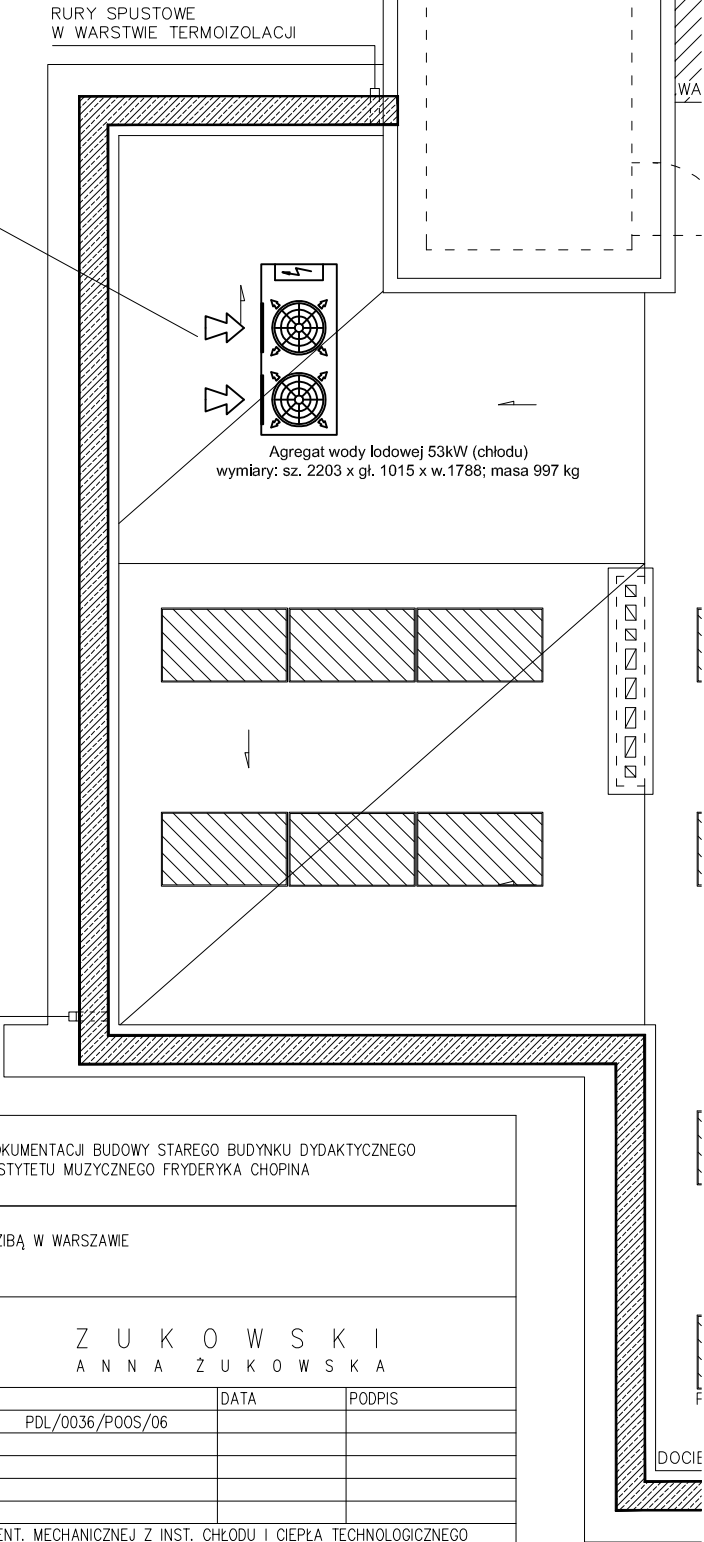 RURY SPUSTOWE
W WARSTWIE TERMOIZOLACJI
WA
Agregat wody lodowej 53kW (chłodu)
wymiary: sz. 2203 x gł. 1015 x w.1788; masa 997 kg
OKUMENTACJI BUDOWY STAREGO BUDYNKU DYDAKTYCZNEGO
STYTETU MUZYCZNEGO FRYDERYKA CHOPINA
ZIBĄ W WARSZAWIE
Z U K O W S K I
A N N A Ż U K O W S K A
DATA PODPIS
PDL/0036/POOS/06
F
DOCIE
ENT. MECHANICZNEJ Z INST. CHŁODU I CIEPŁA TECHNOLOGICZNEGO